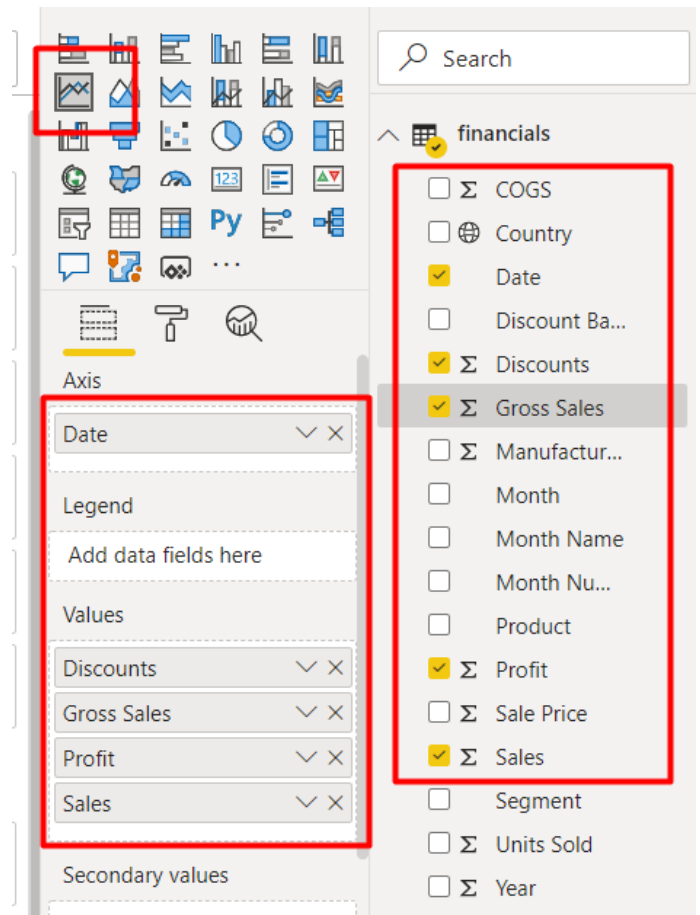 123
Py
...
Axis
Date
Legend
Add data fields here
Values
Discounts
Gross Sales
Profit
Sales
Secondary values
Search
financials
Σ COGS
Country
Date
Discount Ba...
Σ Discounts
Σ Gross Sales
Σ Manufactur...
Month
Month Name
Month Nu...
Product
Σ Profit
Σ Sale Price
Σ Sales
Segment
Σ Units Sold
Σ Year